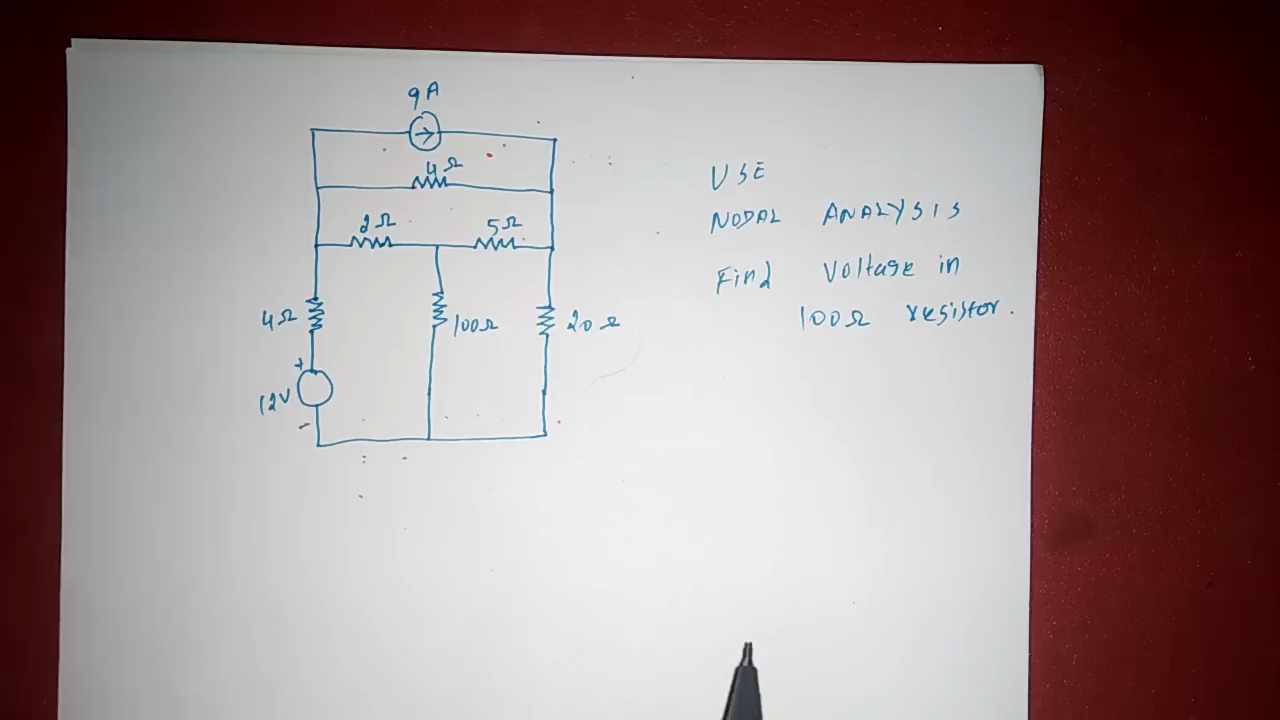 9A
4Ω
2Ω 5Ω
4Ω 100Ω 20Ω
+
12V
-
USE
NODAL ANALYSIS
Find Voltage in
100Ω resistor.